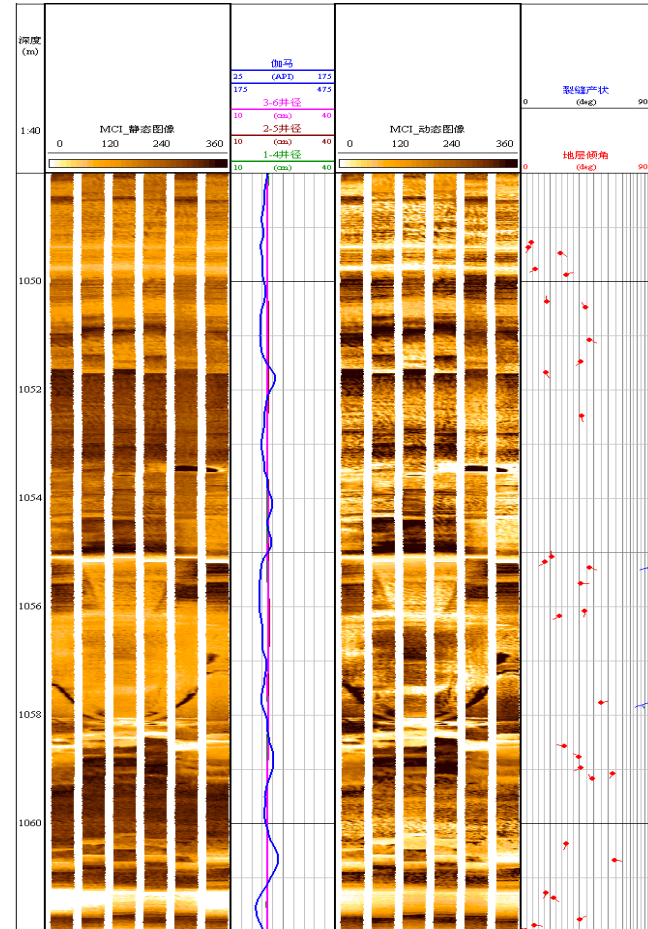 深度
(m)
1:40
MCI_静态图像
0 120 240 360
伽马
25 (API) 175
175 475
3-6井径
10 (cm) 40
2-5井径
10 (cm) 40
1-4井径
10 (cm) 40
MCI_动态图像
0 120 240 360
裂缝产状
0 (deg) 90
地层倾角
0 (deg) 90
1050
1052
1054
1056
1058
1060